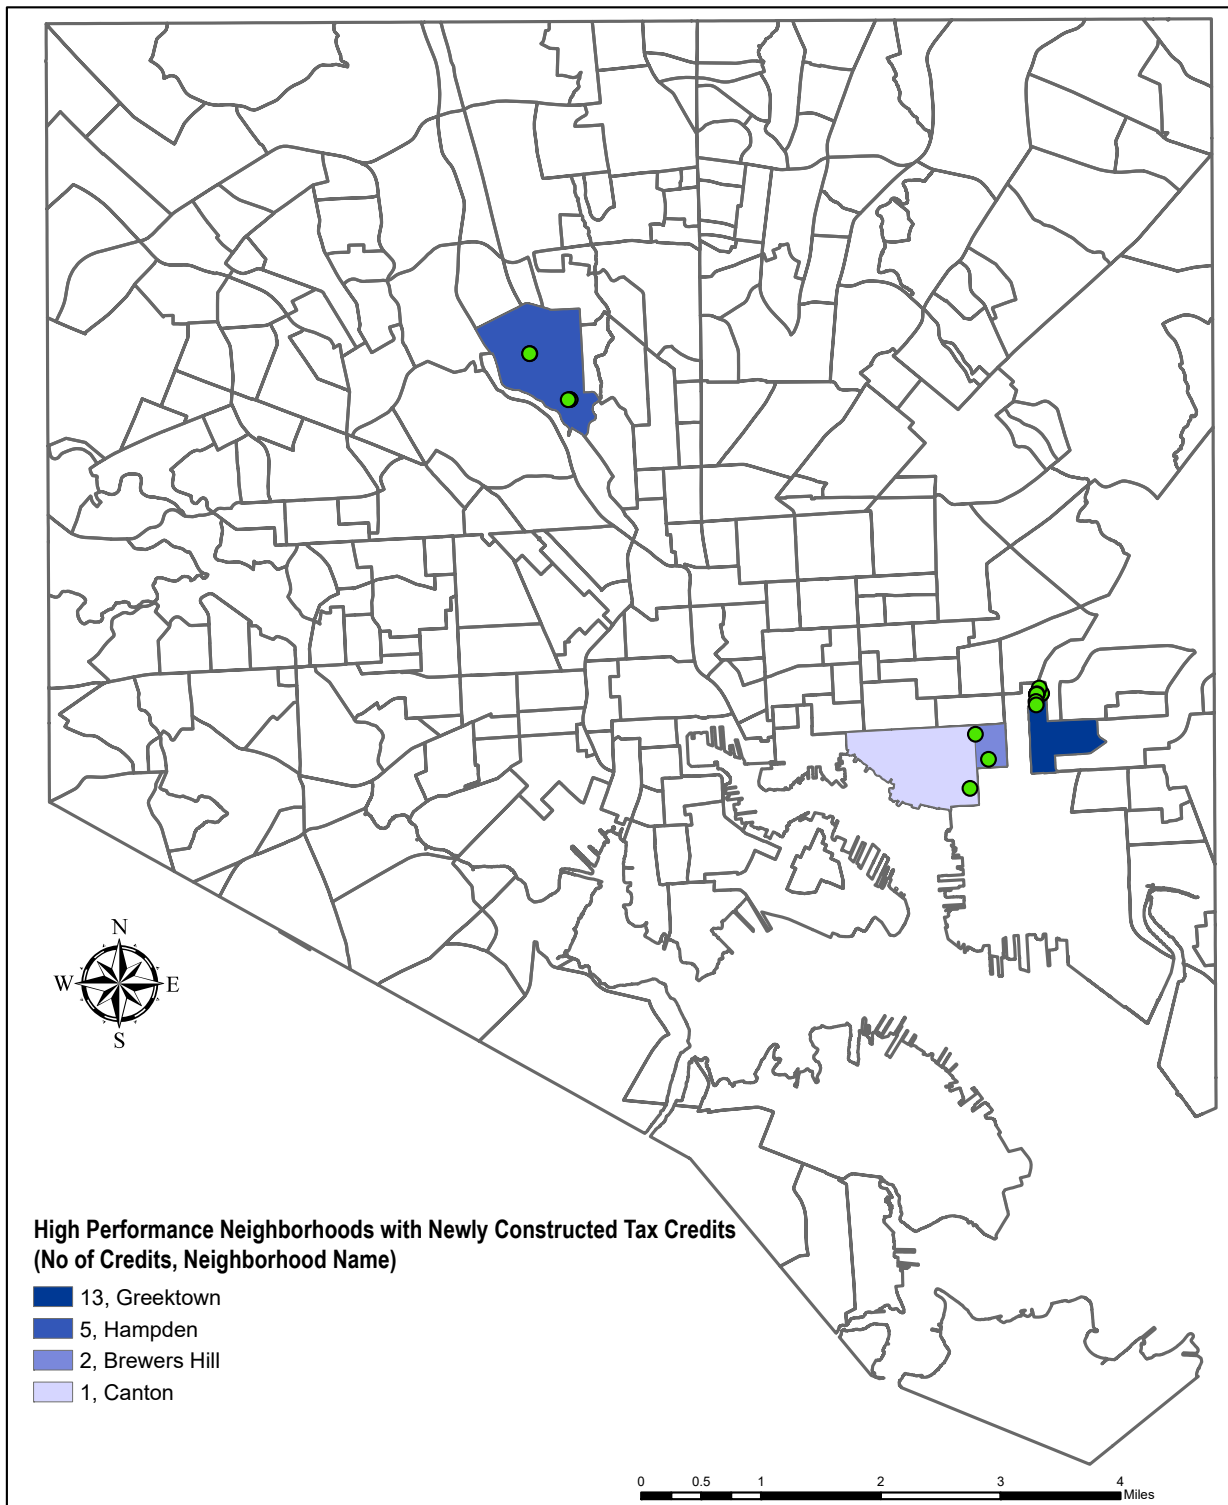 N
W E
S
High Performance Neighborhoods with Newly Constructed Tax Credits
(No of Credits, Neighborhood Name)
13, Greektown
5, Hampden
2, Brewers Hill
1, Canton
0 0.5 1 2 3 4
Miles